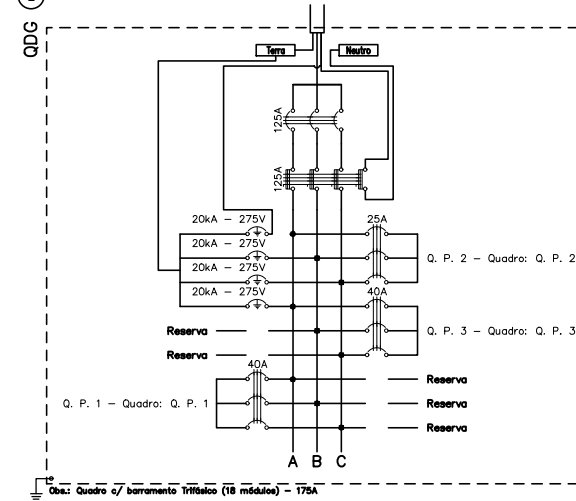 QDG
Terra
Neutro
125A
125A
20kA - 275V
25A
20kA - 275V
20kA - 275V
Q. P. 2 - Quadro: Q. P. 2
20kA - 275V
40A
Reserva
Q. P. 3 - Quadro: Q. P. 3
Reserva
40A
Reserva
Q. P. 1 - Quadro: Q. P. 1
Reserva
Reserva
A B C
Obs.: Quadro c/ barramento Trifásico (18 módulos) - 175A